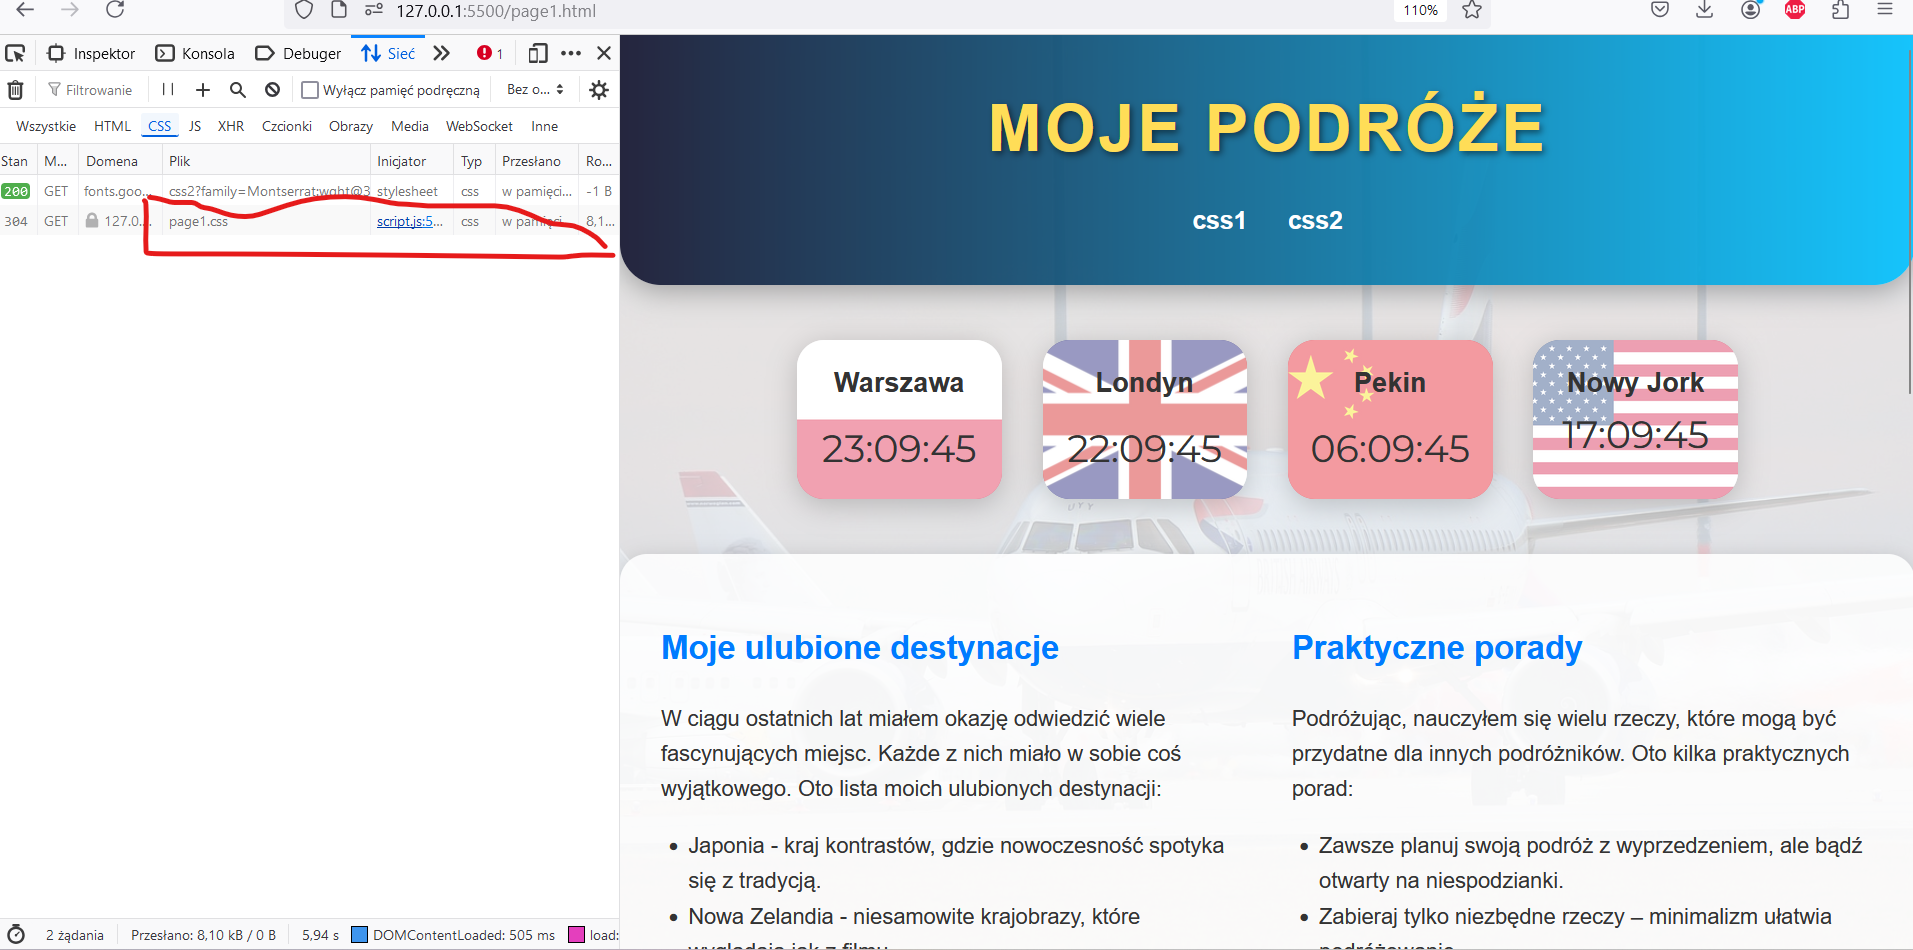 127.0.0.1:5500/page1.html
110%
ABP
Inspektor Konsola Debuger Sieć 1
Filtrowanie Wyłącz pamięć podręczną Bez o...
Wszystkie HTML CSS JS XHR Czcionki Obrazy Media WebSocket Inne
Stan M... Domena Plik Inicjator Typ Przesłano Ro...
200 GET fonts.goo... css2?family=Montserrat:wght@3 stylesheet css w pamięci... -1 B
304 GET 127.0.... page1.css script.js:5... css w pamięci... 8,1...
2 żądania Przesłano: 8,10 kB / 0 B 5,94 s DOMContentLoaded: 505 ms load:
MOJE PODRÓŻE
css1 css2
Warszawa
23:09:45
Londyn
22:09:45
Pekin
06:09:45
Nowy Jork
17:09:45
Moje ulubione destynacje
W ciągu ostatnich lat miałem okazję odwiedzić wiele
fascynujących miejsc. Każde z nich miało w sobie coś
wyjątkowego. Oto lista moich ulubionych destynacji:
• Japonia - kraj kontrastów, gdzie nowoczesność spotyka
się z tradycją.
• Nowa Zelandia - niesamowite krajobrazy, które
wyglądają jak z filmu.
Praktyczne porady
Podróżując, nauczyłem się wielu rzeczy, które mogą być
przydatne dla innych podróżników. Oto kilka praktycznych
porad:
• Zawsze planuj swoją podróż z wyprzedzeniem, ale bądź
otwarty na niespodzianki.
• Zabieraj tylko niezbędne rzeczy – minimalizm ułatwia
podróżowanie.